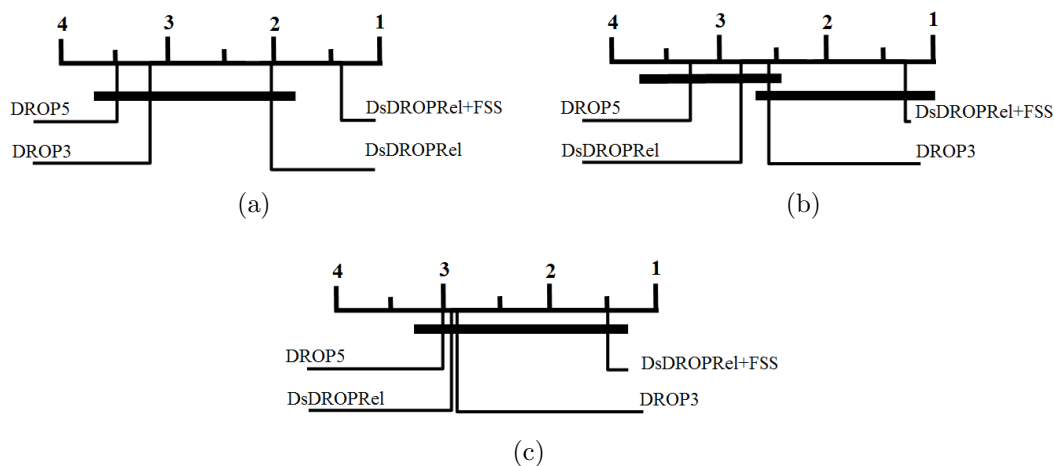 4 3 2 1
DROP5
DsDROPRel+FSS
DROP3
DsDROPRel
(a)
4 3 2 1
DROP5
DsDROPRel+FSS
DsDROPRel
DROP3
(b)
4 3 2 1
DROP5
DsDROPRel+FSS
DsDROPRel
DROP3
(c)